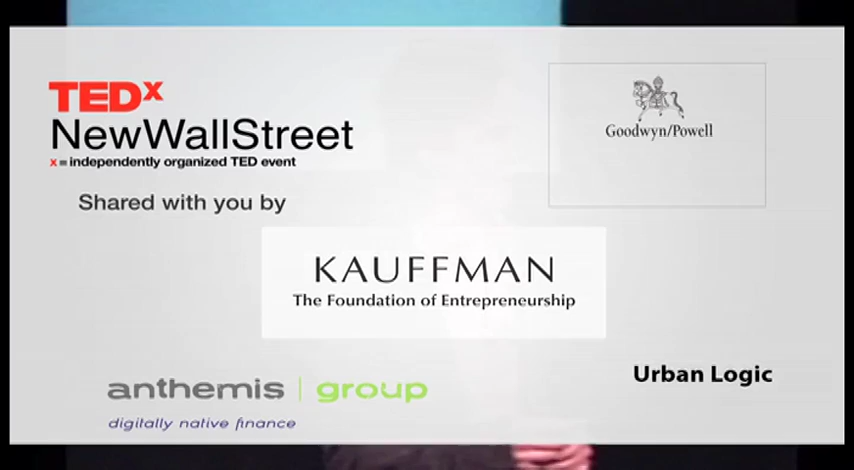 TEDx
NewWallStreet
x = independently organized TED event
Goodwyn/Powell
Shared with you by
KAUFFMAN
The Foundation of Entrepreneurship
anthemis | group
digitally native finance
Urban Logic